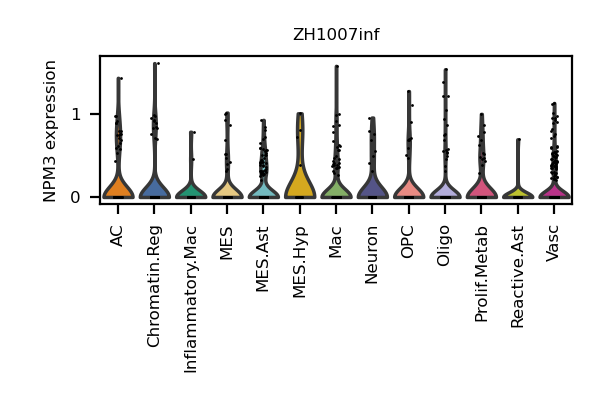 ZH1007inf
NPM3 expression
1
0
AC
Chromatin.Reg
Inflammatory.Mac
MES
MES.Ast
MES.Hyp
Mac
Neuron
OPC
Oligo
Prolif.Metab
Reactive.Ast
Vasc